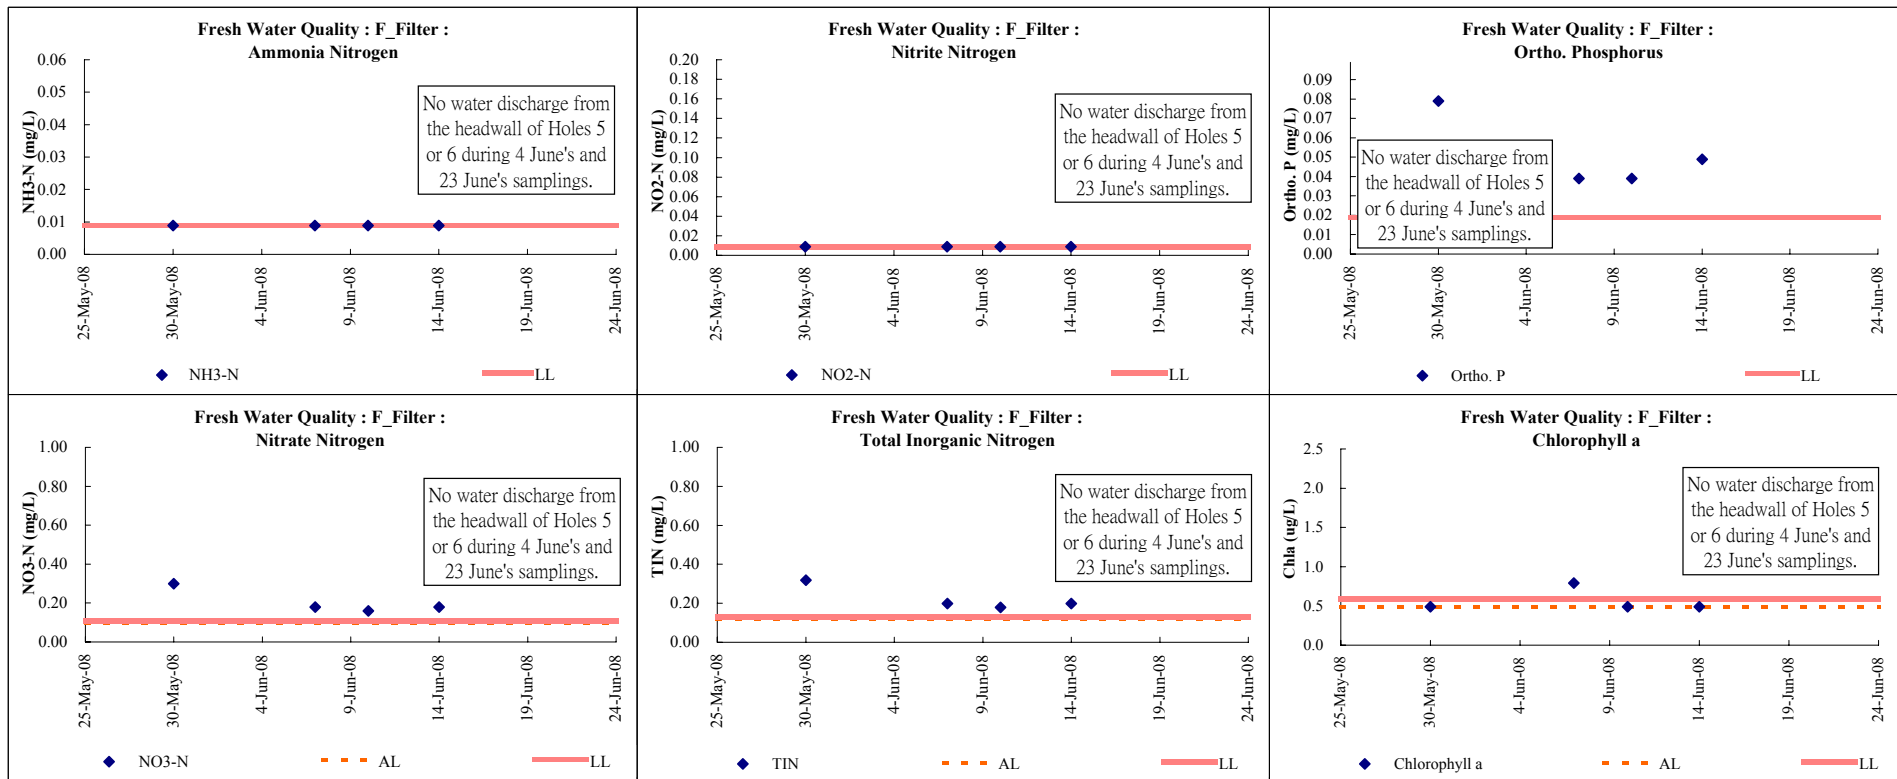 Fresh Water Quality : F_Filter :
Ammonia Nitrogen
NH3-N (mg/L)
0.06
0.05
0.04
0.03
0.02
0.01
0.00
No water discharge from
the headwall of Holes 5
or 6 during 4 June's and
23 June's samplings.
25-May-08
30-May-08
4-Jun-08
9-Jun-08
14-Jun-08
19-Jun-08
24-Jun-08
NH3-N
LL
Fresh Water Quality : F_Filter :
Nitrite Nitrogen
NO2-N (mg/L)
0.20
0.18
0.16
0.14
0.12
0.10
0.08
0.06
0.04
0.02
0.00
No water discharge from
the headwall of Holes 5
or 6 during 4 June's and
23 June's samplings.
25-May-08
30-May-08
4-Jun-08
9-Jun-08
14-Jun-08
19-Jun-08
24-Jun-08
NO2-N
LL
Fresh Water Quality : F_Filter :
Ortho. Phosphorus
Ortho. P (mg/L)
0.09
0.08
0.06
0.05
0.04
0.03
0.02
0.01
0.00
No water discharge from
the headwall of Holes 5
or 6 during 4 June's and
23 June's samplings.
25-May-08
30-May-08
4-Jun-08
9-Jun-08
14-Jun-08
19-Jun-08
24-Jun-08
Ortho. P
LL
Fresh Water Quality : F_Filter :
Nitrate Nitrogen
NO3-N (mg/L)
1.00
0.80
0.60
0.40
0.20
0.00
No water discharge from
the headwall of Holes 5
or 6 during 4 June's and
23 June's samplings.
25-May-08
30-May-08
4-Jun-08
9-Jun-08
14-Jun-08
19-Jun-08
24-Jun-08
NO3-N
AL
LL
Fresh Water Quality : F_Filter :
Total Inorganic Nitrogen
TIN (mg/L)
1.00
0.80
0.60
0.40
0.20
0.00
No water discharge from
the headwall of Holes 5
or 6 during 4 June's and
23 June's samplings.
25-May-08
30-May-08
4-Jun-08
9-Jun-08
14-Jun-08
19-Jun-08
24-Jun-08
TIN
AL
LL
Fresh Water Quality : F_Filter :
Chlorophyll a
Chla (ug/L)
2.5
2.0
1.5
1.0
0.5
0.0
No water discharge from
the headwall of Holes 5
or 6 during 4 June's and
23 June's samplings.
25-May-08
30-May-08
4-Jun-08
9-Jun-08
14-Jun-08
19-Jun-08
24-Jun-08
Chlorophyll a
AL
LL